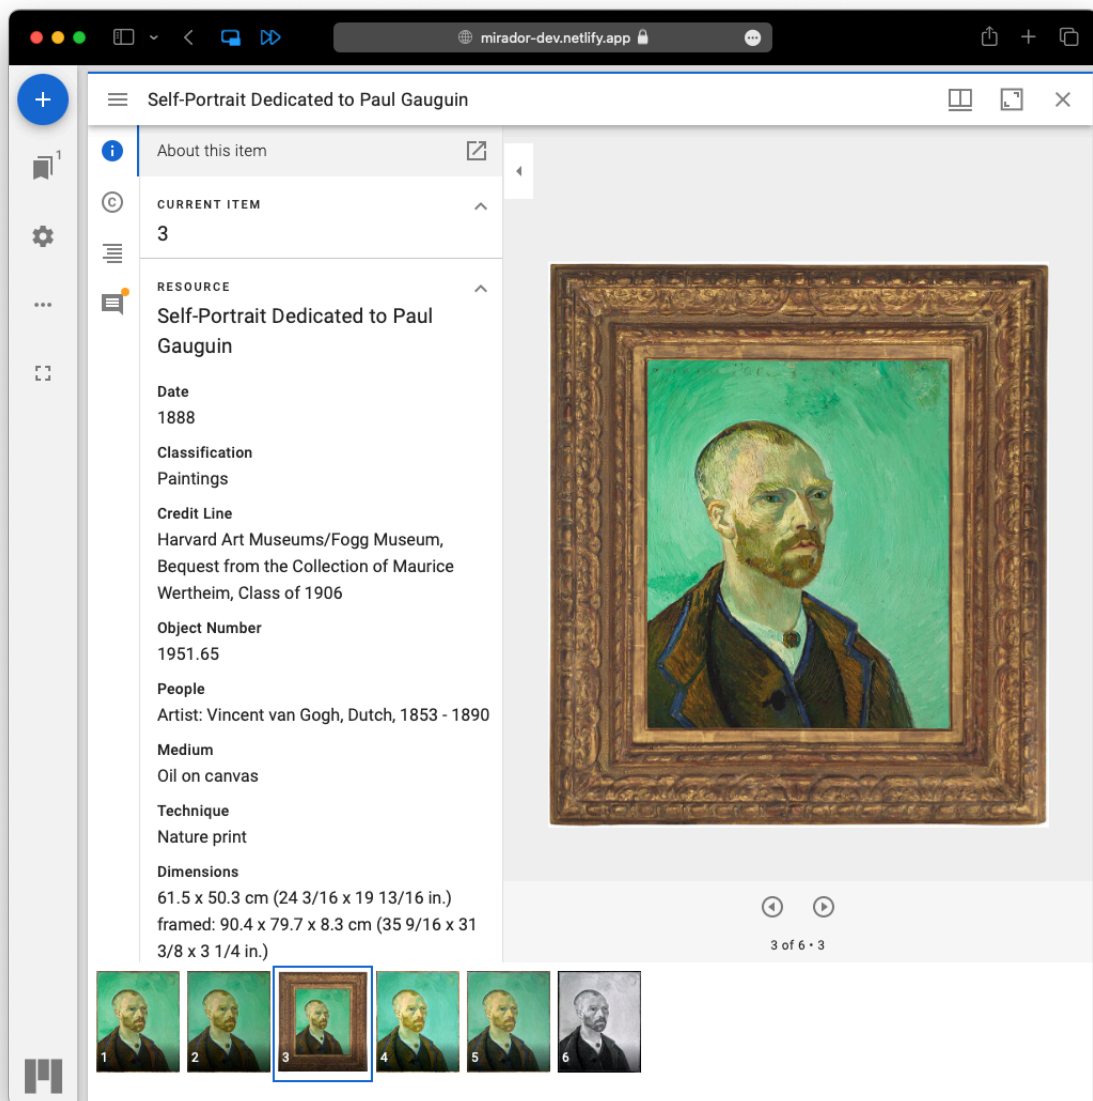 mirador-dev.netlify.app
1
Self-Portrait Dedicated to Paul Gauguin
About this item
CURRENT ITEM
3
RESOURCE
Self-Portrait Dedicated to Paul
Gauguin
Date
1888
Classification
Paintings
Credit Line
Harvard Art Museums/Fogg Museum,
Bequest from the Collection of Maurice
Wertheim, Class of 1906
Object Number
1951.65
People
Artist: Vincent van Gogh, Dutch, 1853 - 1890
Medium
Oil on canvas
Technique
Nature print
Dimensions
61.5 x 50.3 cm (24 3/16 x 19 13/16 in.)
framed: 90.4 x 79.7 x 8.3 cm (35 9/16 x 31
3/8 x 3 1/4 in.)
3 of 6 • 3
1 2 3 4 5 6